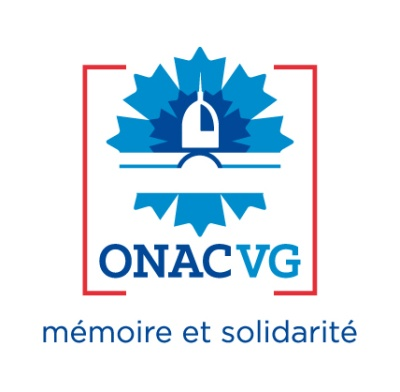 ONACVG
mémoire et solidarité